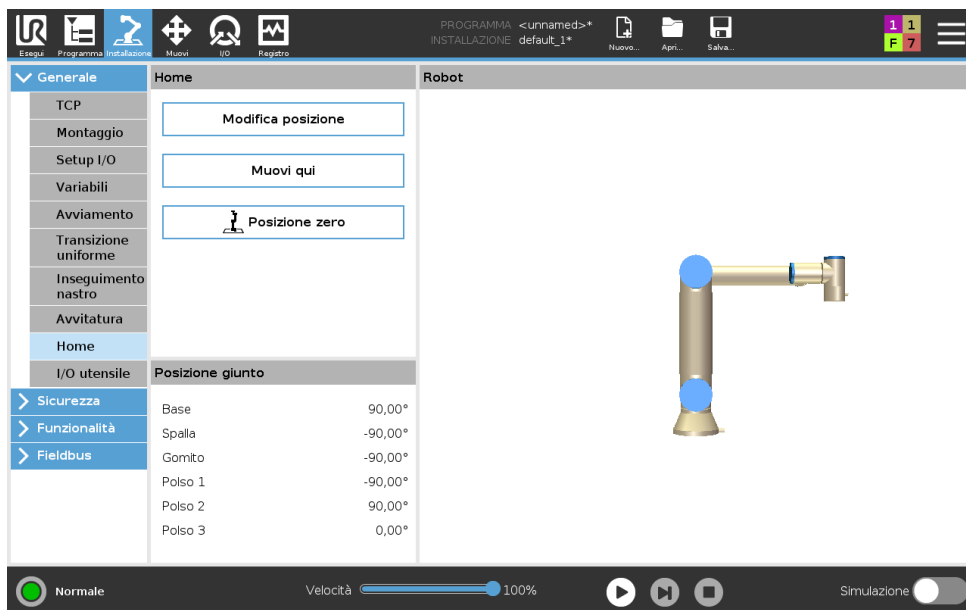 UR
PROGRAMMA <unnamed>*
INSTALLAZIONE default_1*
Esegui Programma Installazione Muovi I/O Registro Nuovo... Apri... Salva...
1 1
F 7
Generale
TCP
Montaggio
Setup I/O
Variabili
Avviamento
Transizione
uniforme
Inseguimento
nastro
Avvitatura
Home
I/O utensile
Sicurezza
Funzionalità
Fieldbus
Home
Modifica posizione
Muovi qui
Posizione zero
Posizione giunto
Base 90,00°
Spalla -90,00°
Gomito -90,00°
Polso 1 -90,00°
Polso 2 90,00°
Polso 3 0,00°
Robot
Normale Velocità 100% Simulazione